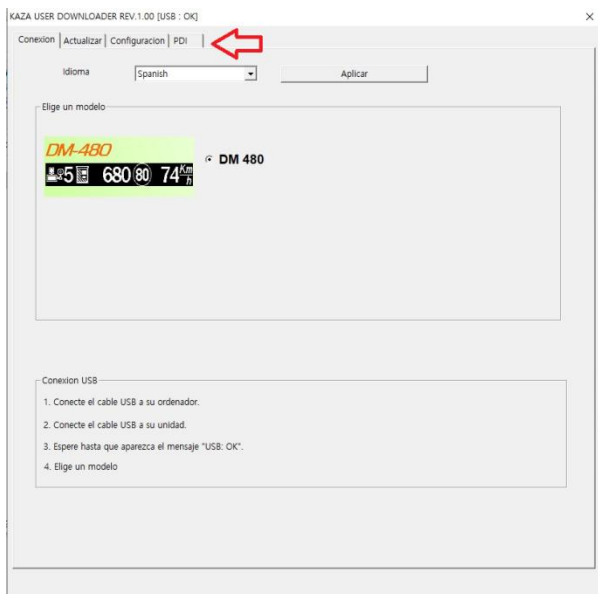 KAZA USER DOWNLOADER REV.1.00 [USB : OK]
Conexion Actualizar Configuracion PDI
Idioma Spanish Aplicar
Elige un modelo
DM-480
5 680 80 74 Km/h
DM 480
Conexion USB
1. Conecte el cable USB a su ordenador.
2. Conecte el cable USB a su unidad.
3. Espere hasta que aparezca el mensaje "USB: OK".
4. Elige un modelo